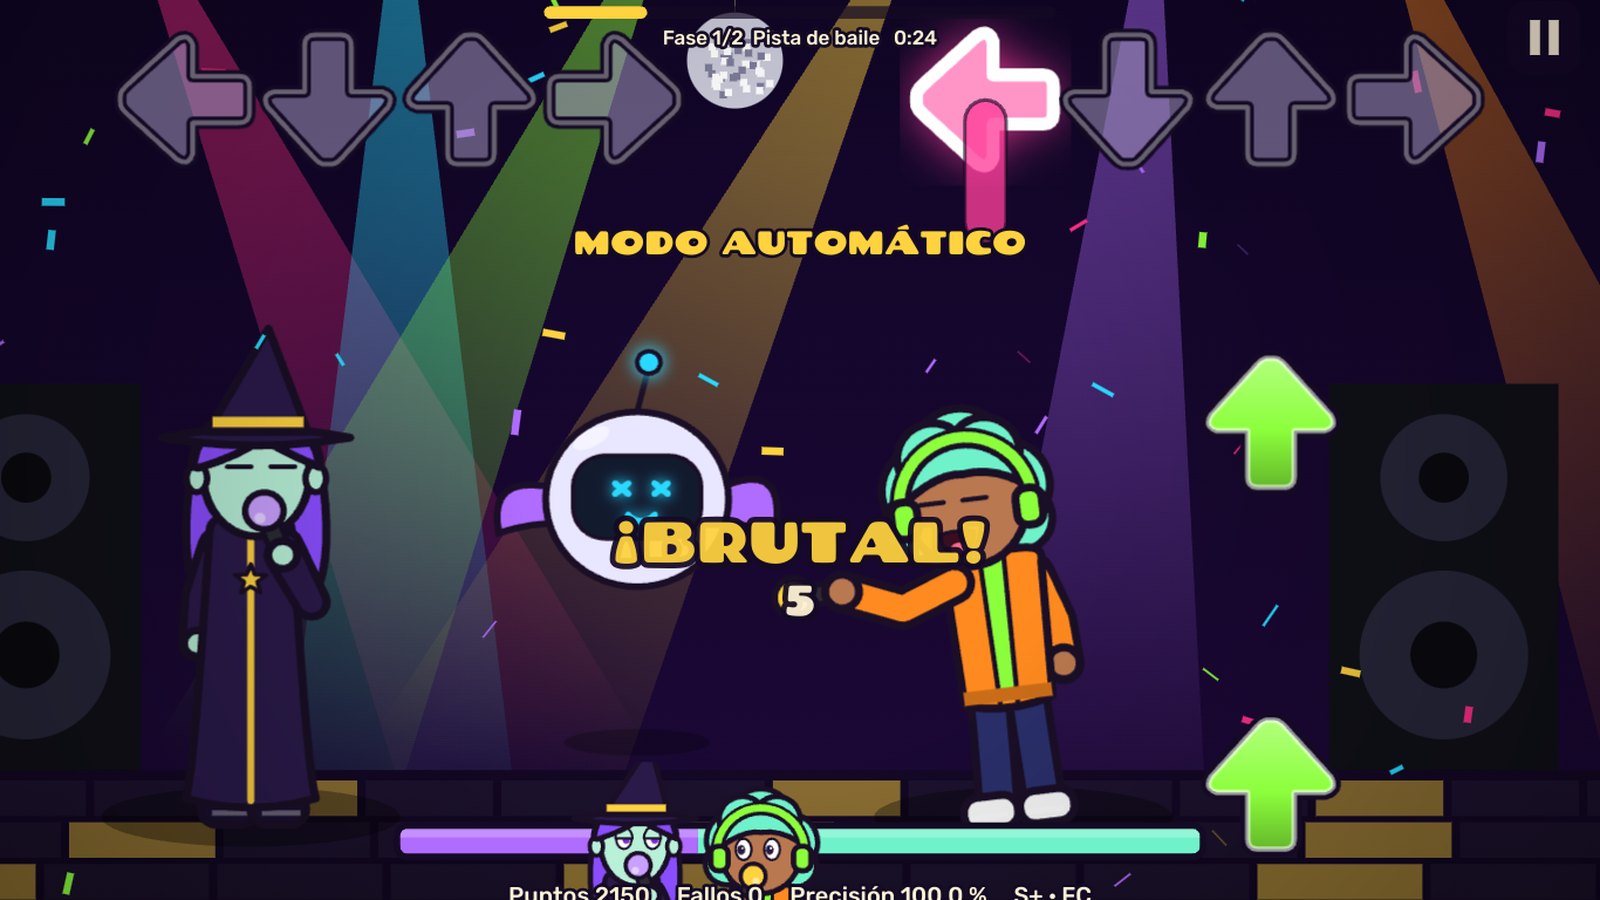 Fase 1/2 Pista de baile 0:24
MODO AUTOMÁTICO
¡BRUTAL!
5
Puntos 2150 Fallos 0 Precisión 100,0 % S+ • FC